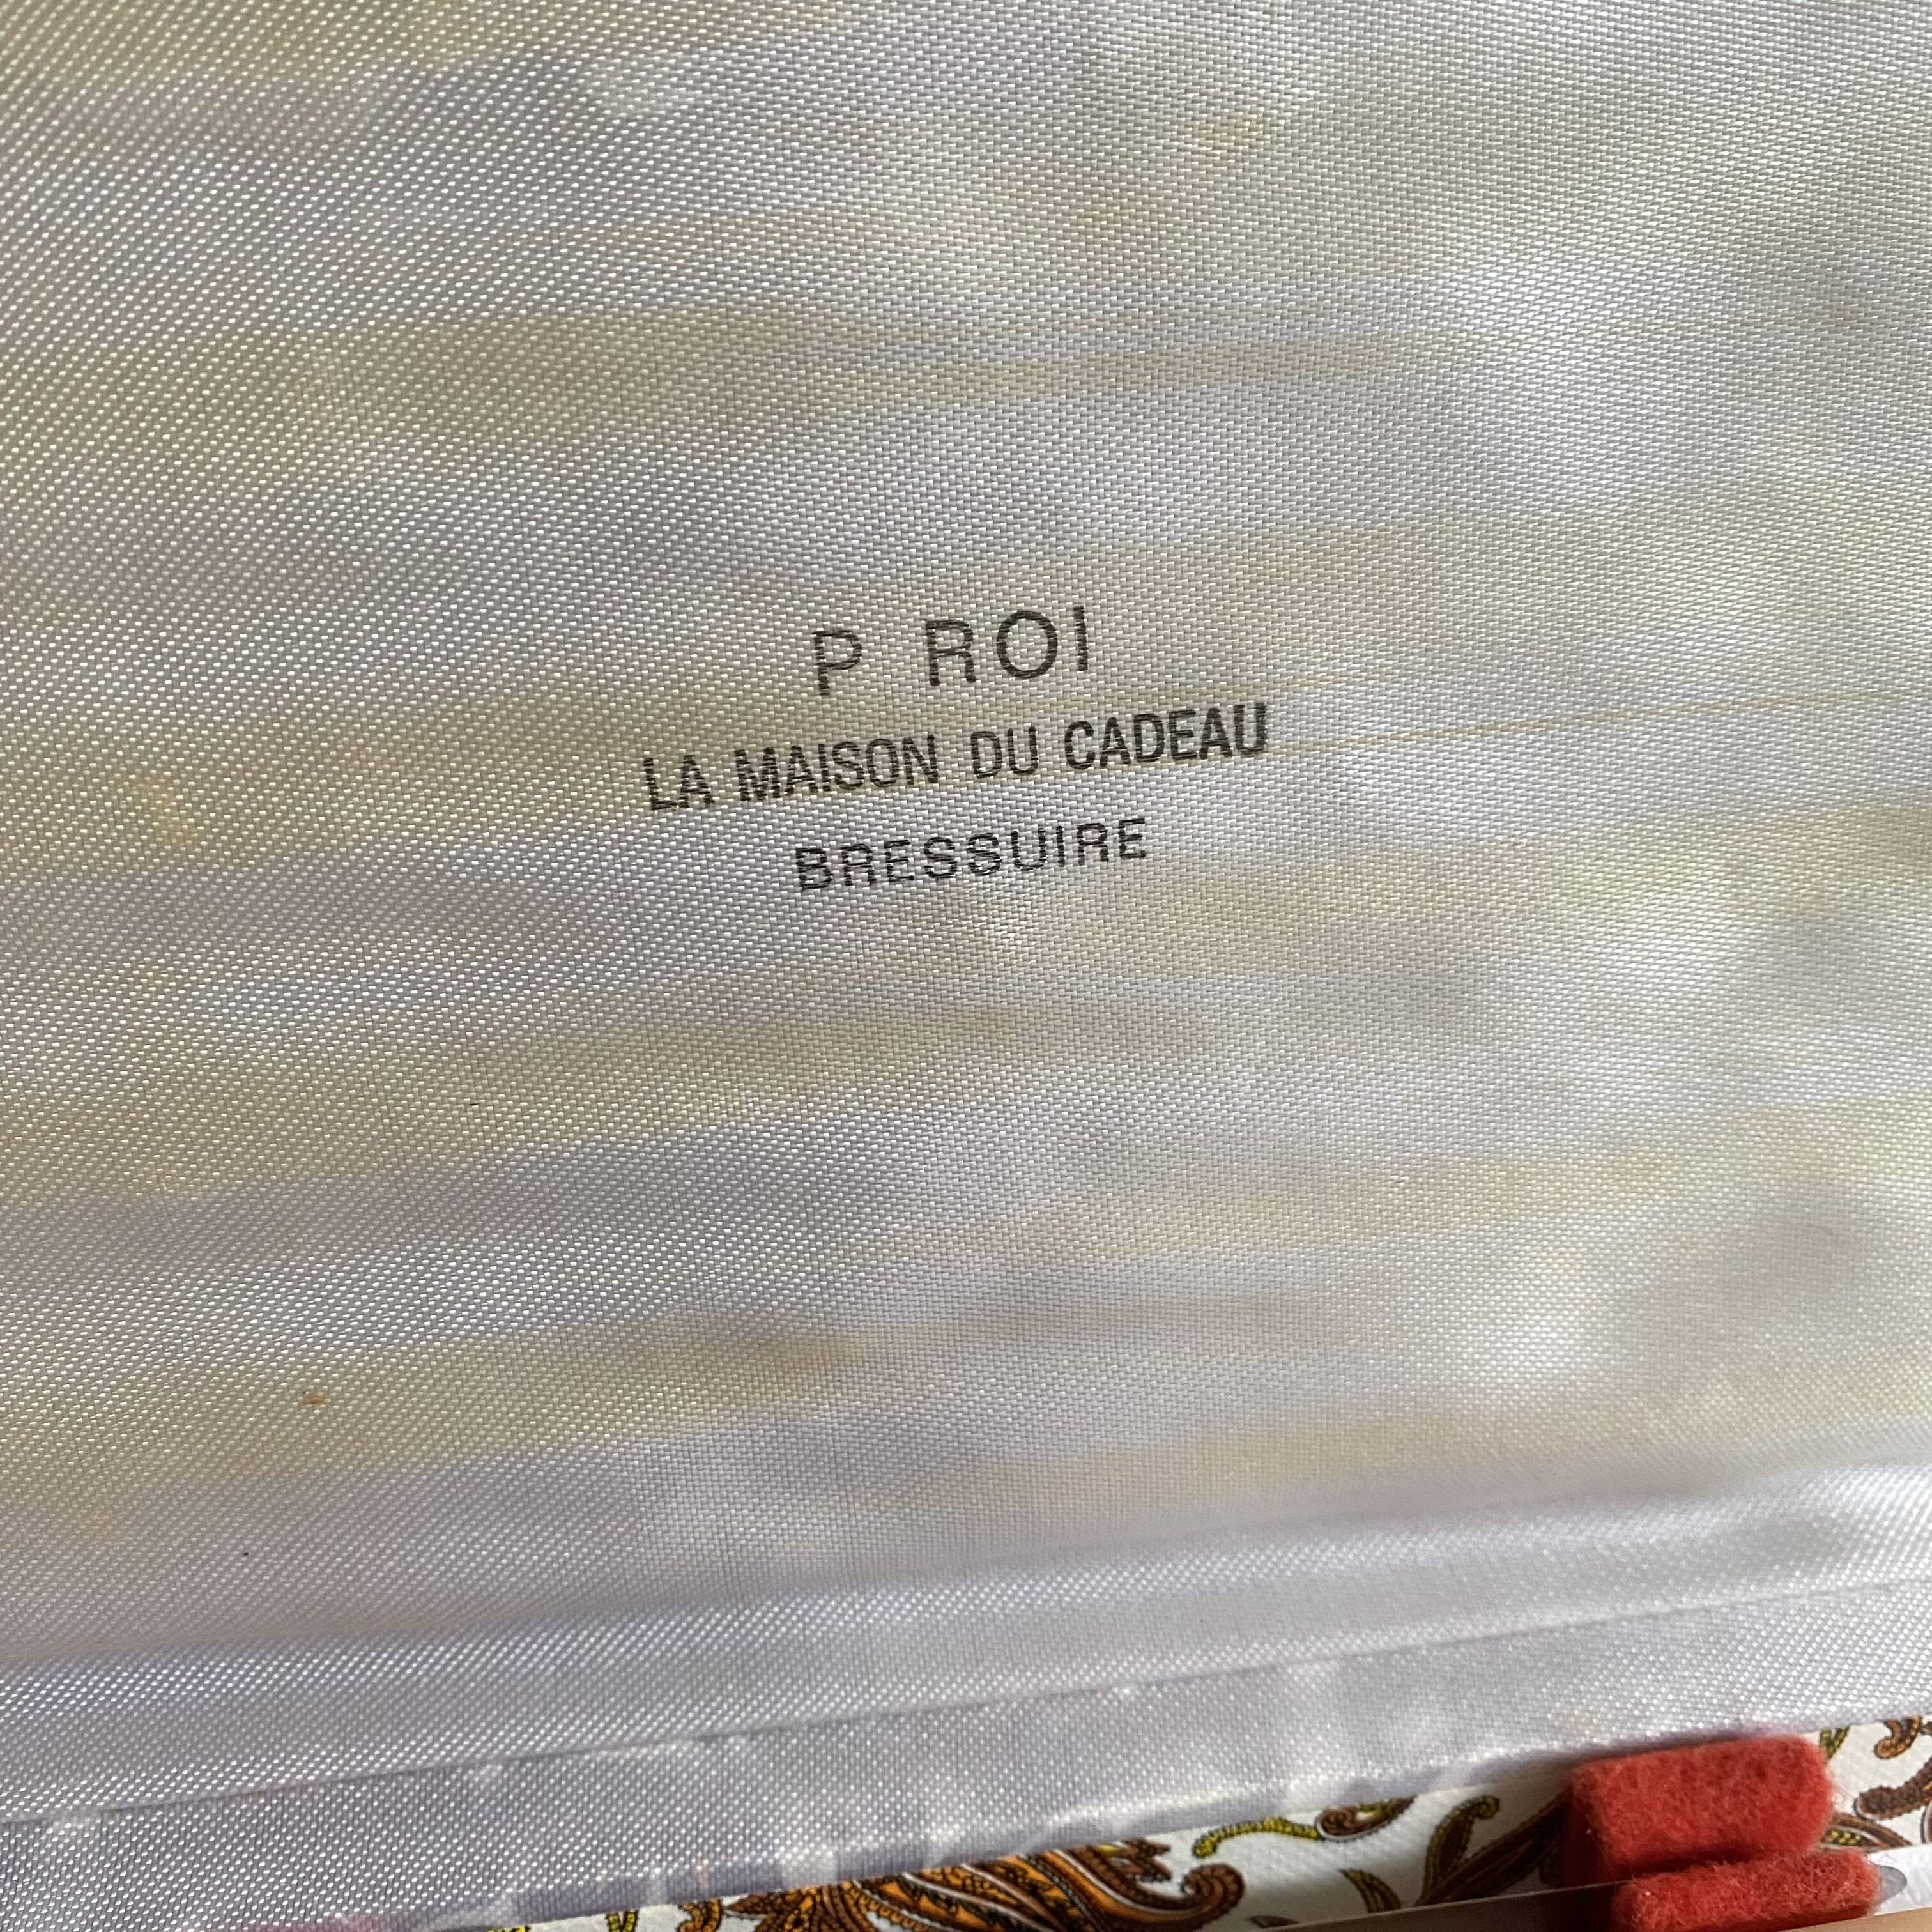 P ROI
LA MAISON DU CADEAU
BRESSUIRE